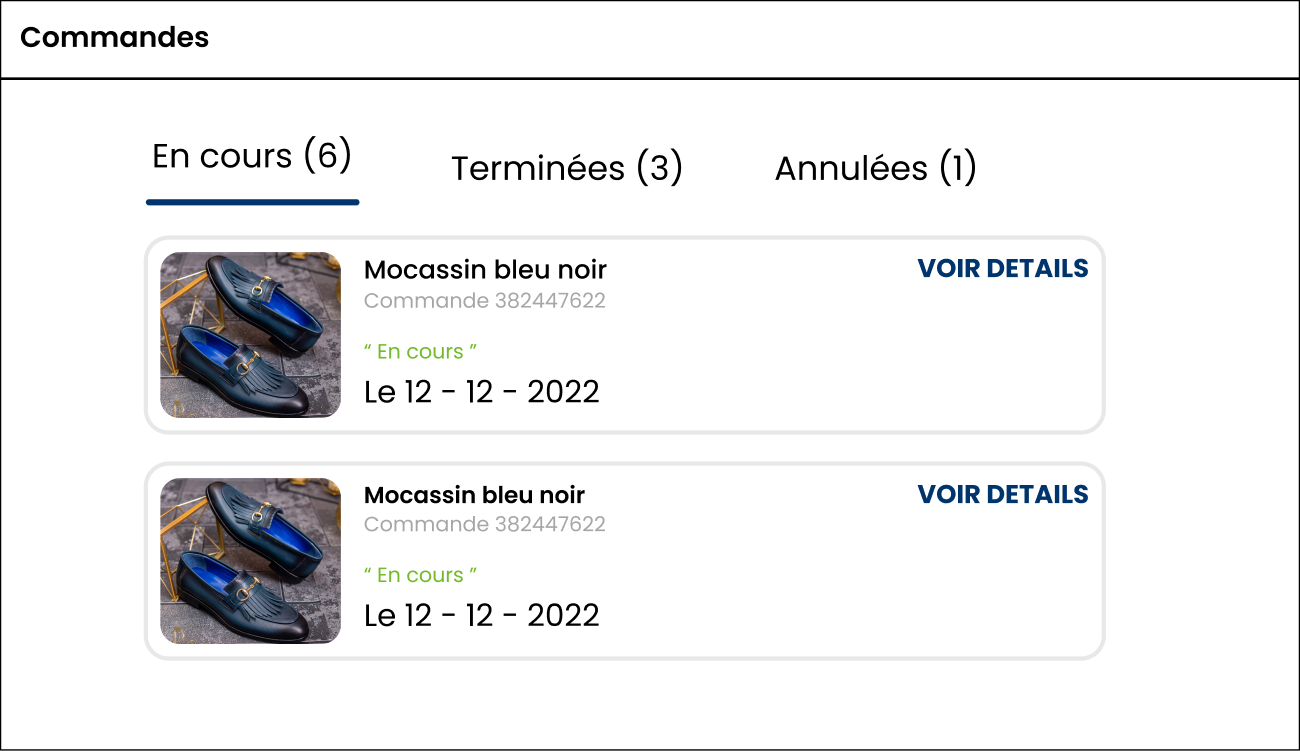 Commandes
En cours (6)
Terminées (3)
Annulées (1)
Mocassin bleu noir
VOIR DETAILS
Commande 382447622
“ En cours ”
Le 12 - 12 - 2022
Mocassin bleu noir
VOIR DETAILS
Commande 382447622
“ En cours ”
Le 12 - 12 - 2022